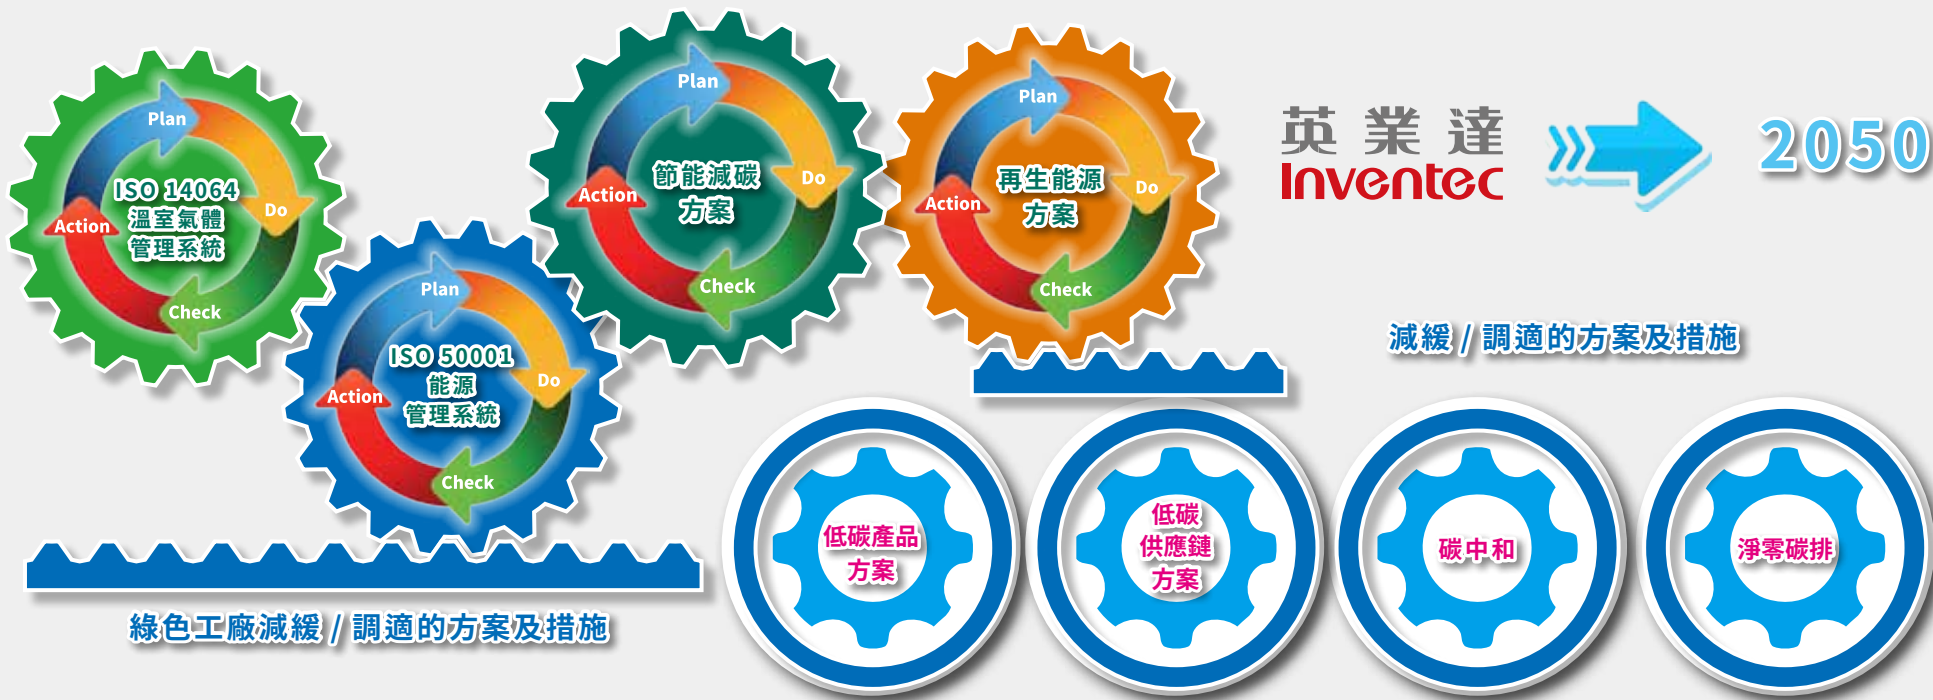 Plan
Do
Check
Action
ISO 14064
溫室氣體
管理系統
Plan
Do
Check
Action
ISO 50001
能源
管理系統
Plan
Do
Check
Action
節能減碳
方案
Plan
Do
Check
Action
再生能源
方案
英業達
Inventec
2050
減緩 / 調適的方案及措施
綠色工廠減緩 / 調適的方案及措施
低碳產品
方案
低碳
供應鏈
方案
碳中和
淨零碳排